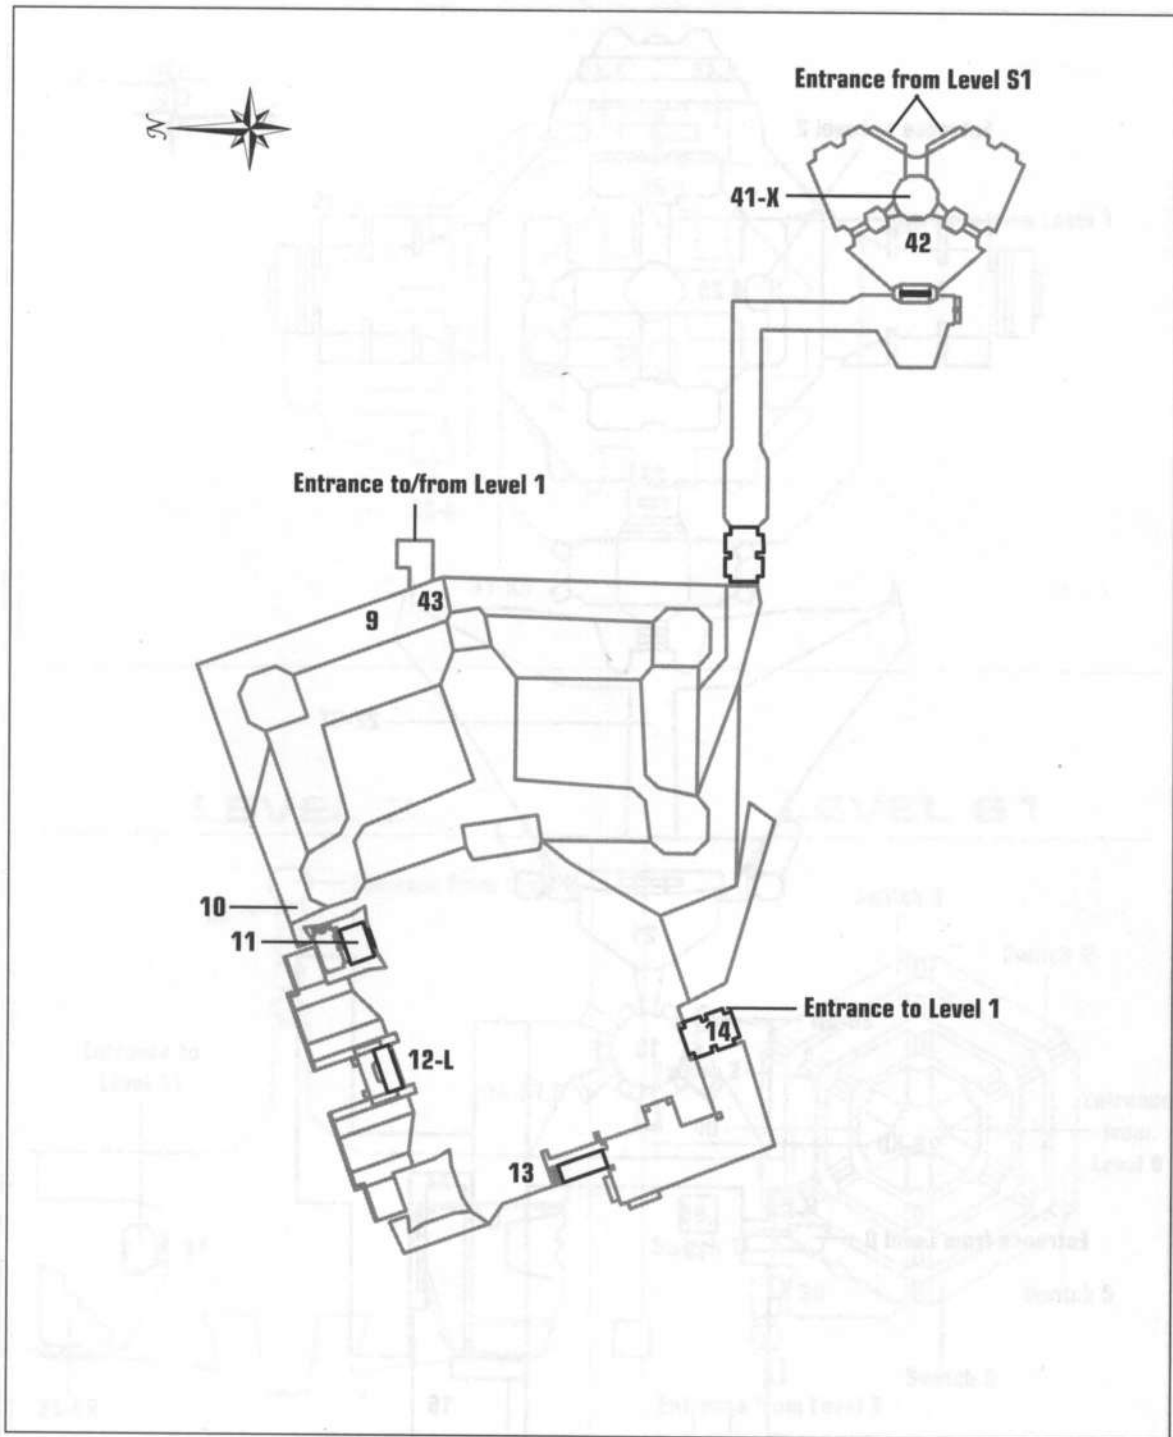 Entrance from Level S1
N
41-X
42
Entrance to/from Level 1
43
9
10
11
Entrance to Level 1
14
12-L
13